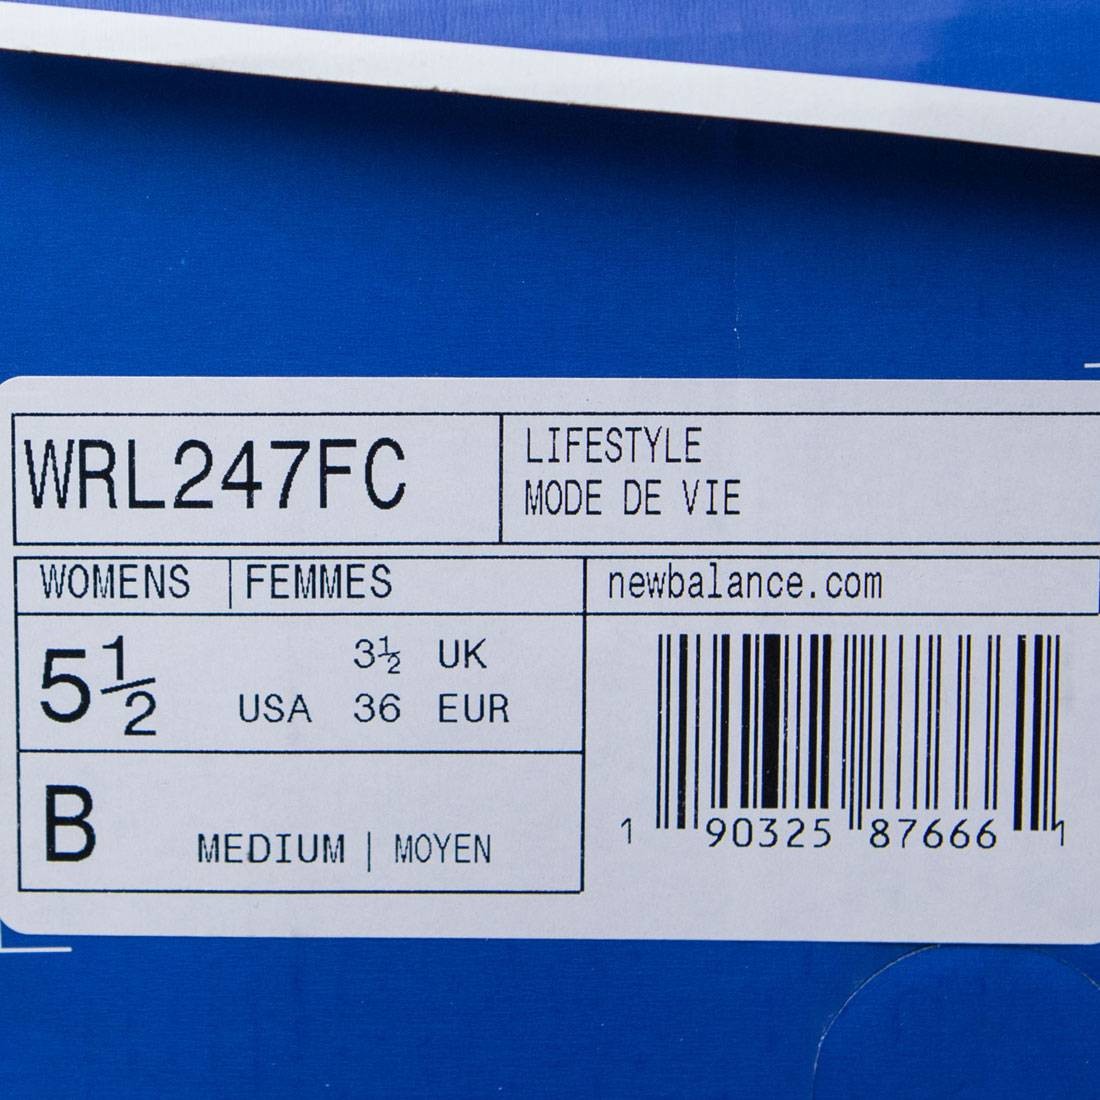 WRL247FC
LIFESTYLE
MODE DE VIE
WOMENS | FEMMES
newbalance.com
5½
3½ UK
USA 36 EUR
B
MEDIUM | MOYEN
1 90325 87666 1